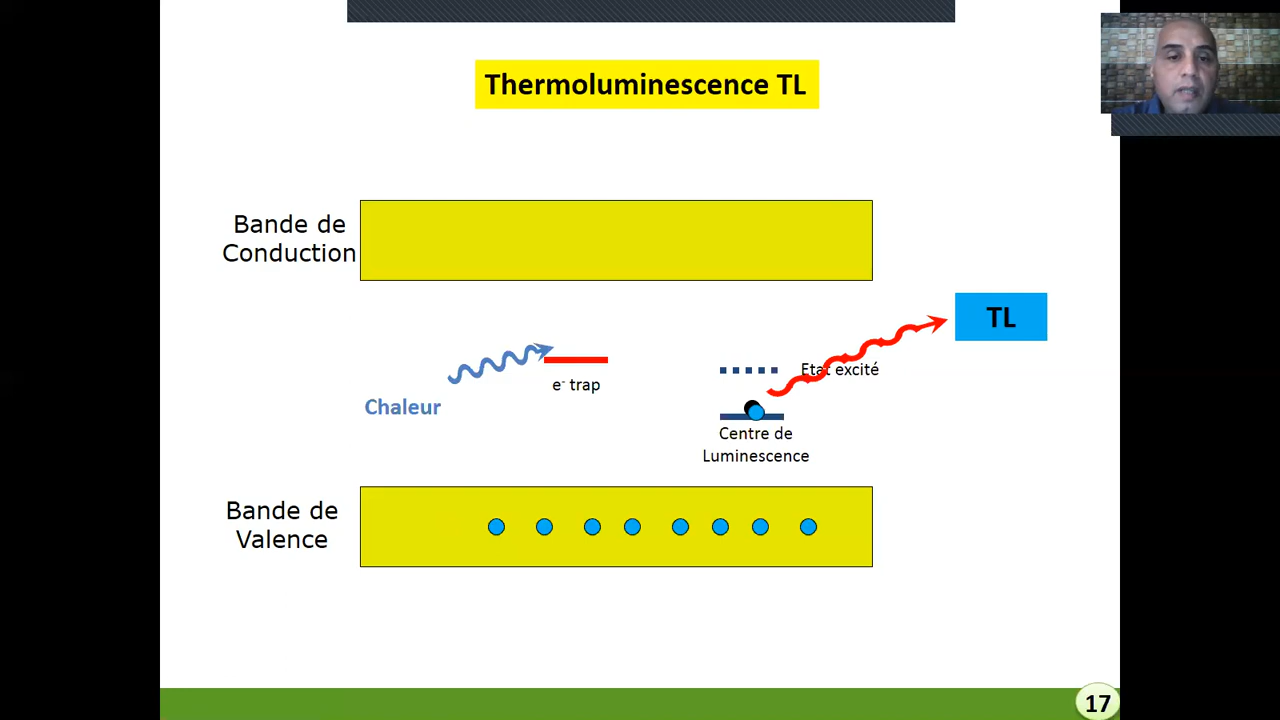 Thermoluminescence TL
Bande de
Conduction
TL
Etat excité
e- trap
Chaleur
Centre de
Luminescence
Bande de
Valence
17